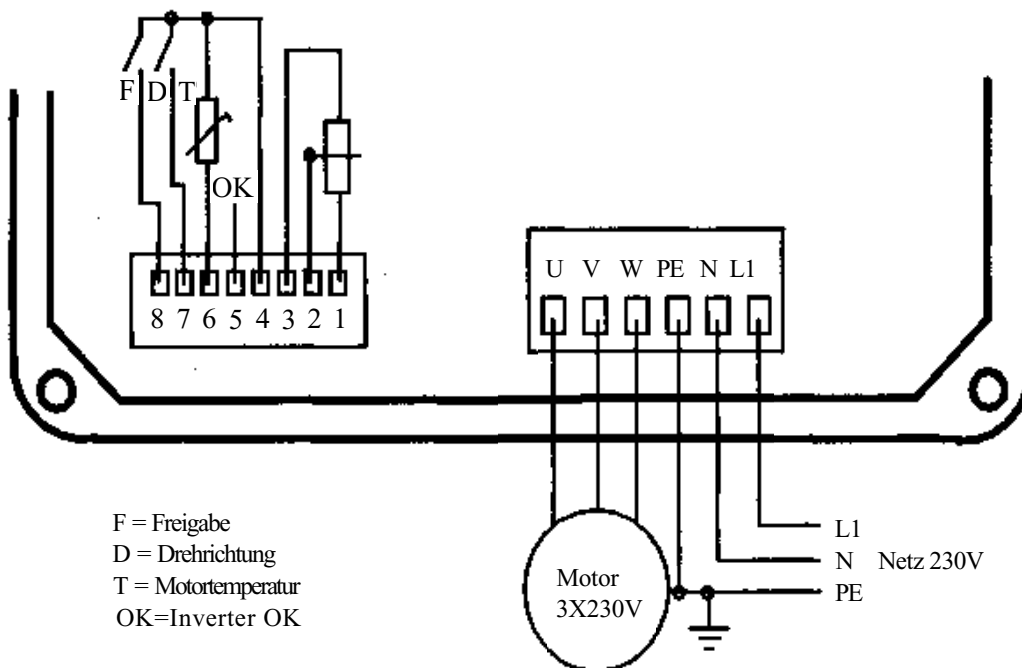 F D T
OK
8 7 6 5 4 3 2 1
U V W PE N L1
F = Freigabe
D = Drehrichtung
T = Motortemperatur
OK=Inverter OK
Motor
3X230V
L1
N Netz 230V
PE